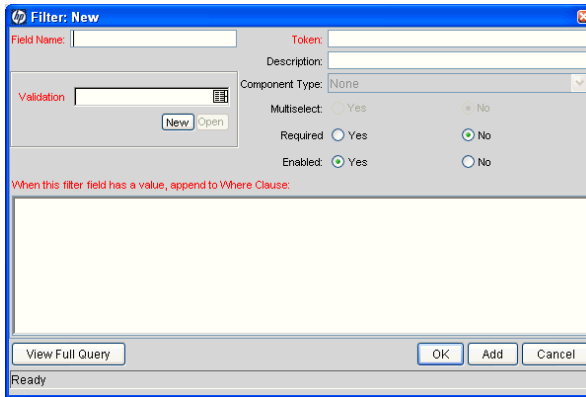 hp Filter: New
Field Name:
Token:
Description:
Validation
New Open
Component Type: None
Multiselect: Yes No
Required Yes No
Enabled: Yes No
When this filter field has a value, append to Where Clause:
View Full Query
OK Add Cancel
Ready